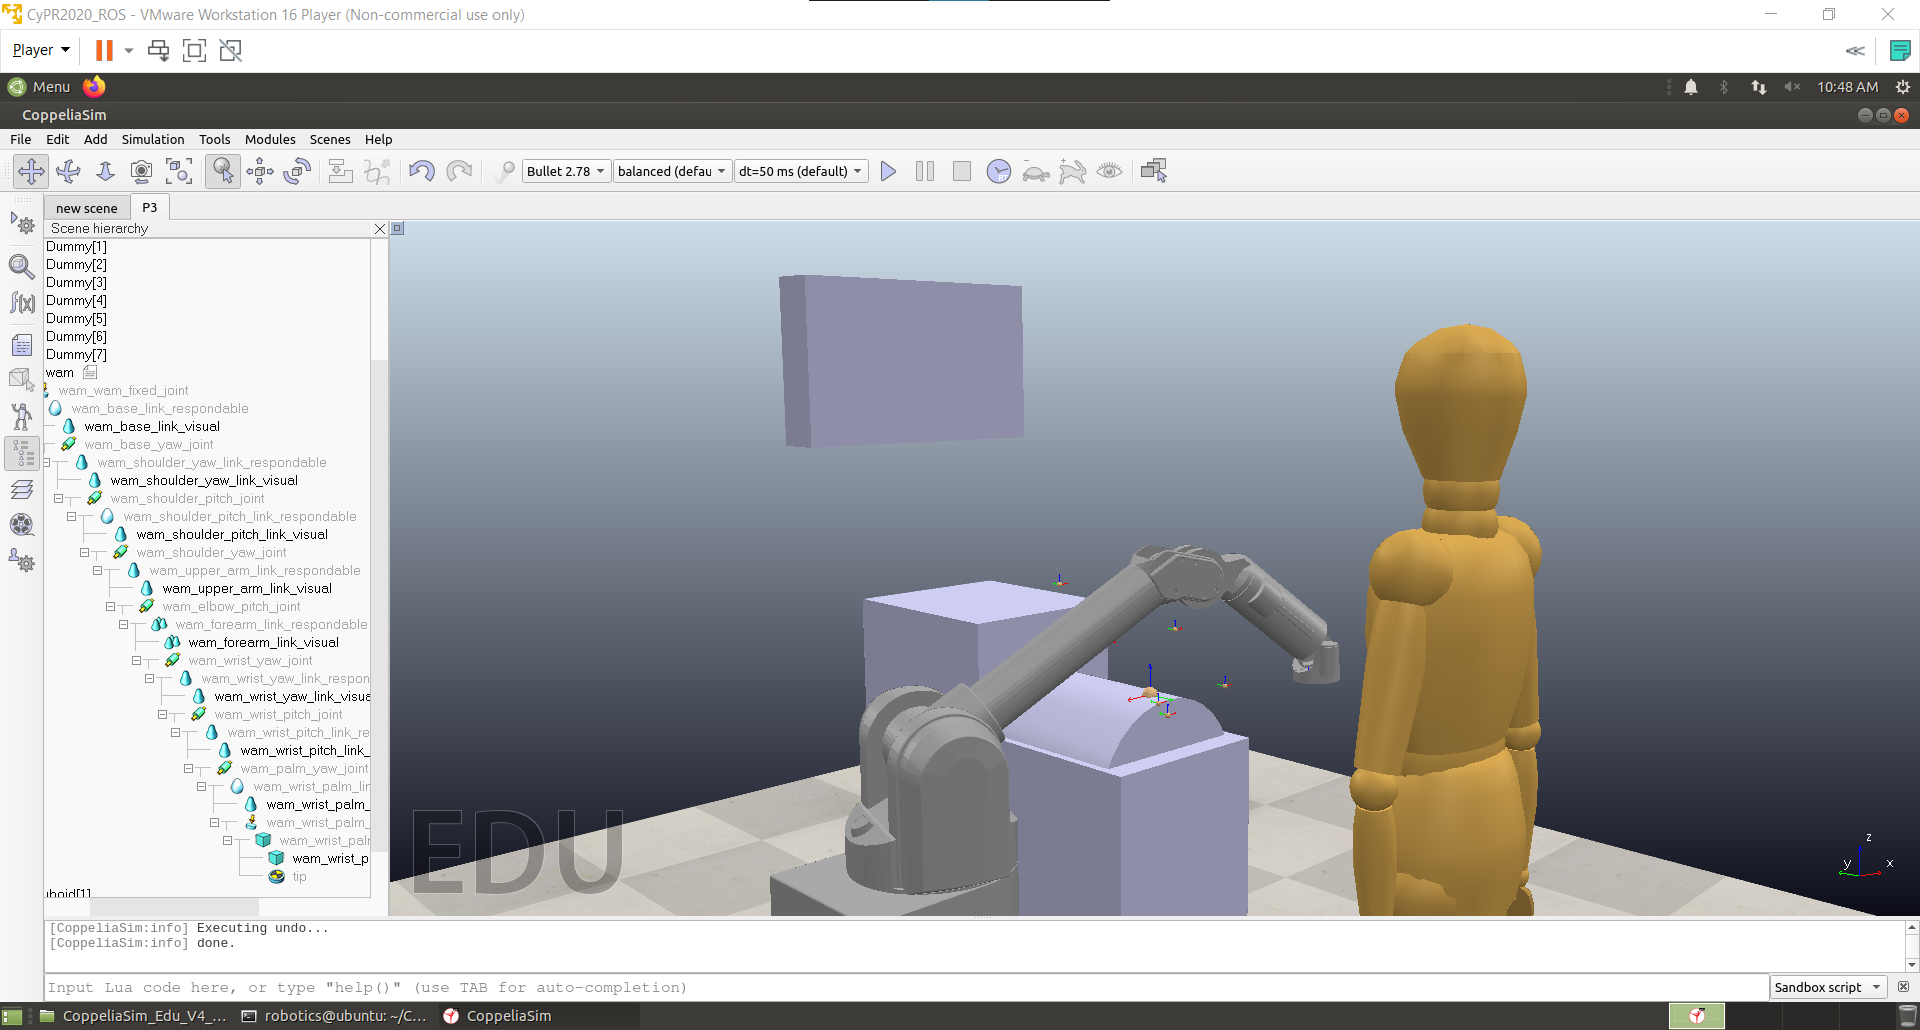 CyPR2020_ROS - VMware Workstation 16 Player (Non-commercial use only)
Player
Menu
10:48 AM
CoppeliaSim
File Edit Add Simulation Tools Modules Scenes Help
Bullet 2.78 balanced (defau dt=50 ms (default)
new scene P3
Scene hierarchy
Dummy[1]
Dummy[2]
Dummy[3]
Dummy[4]
Dummy[5]
Dummy[6]
Dummy[7]
wam
wam_wam_fixed_joint
wam_base_link_respondable
wam_base_link_visual
wam_base_yaw_joint
wam_shoulder_yaw_link_respondable
wam_shoulder_yaw_link_visual
wam_shoulder_pitch_joint
wam_shoulder_pitch_link_respondable
wam_shoulder_pitch_link_visual
wam_shoulder_yaw_joint
wam_upper_arm_link_respondable
wam_upper_arm_link_visual
wam_elbow_pitch_joint
wam_forearm_link_respondable
wam_forearm_link_visual
wam_wrist_yaw_joint
wam_wrist_yaw_link_respon
wam_wrist_yaw_link_visua
wam_wrist_pitch_joint
wam_wrist_pitch_link_re
wam_wrist_pitch_link_
wam_palm_yaw_joint
wam_wrist_palm_lin
wam_wrist_palm_
wam_wrist_palm_
wam_wrist_palm
wam_wrist_p
tip
EDU
z
y x
[CoppeliaSim:info] Executing undo...
[CoppeliaSim:info] done.
Input Lua code here, or type "help()" (use TAB for auto-completion)
Sandbox script
CoppeliaSim_Edu_V4_... robotics@ubuntu: ~/C... CoppeliaSim